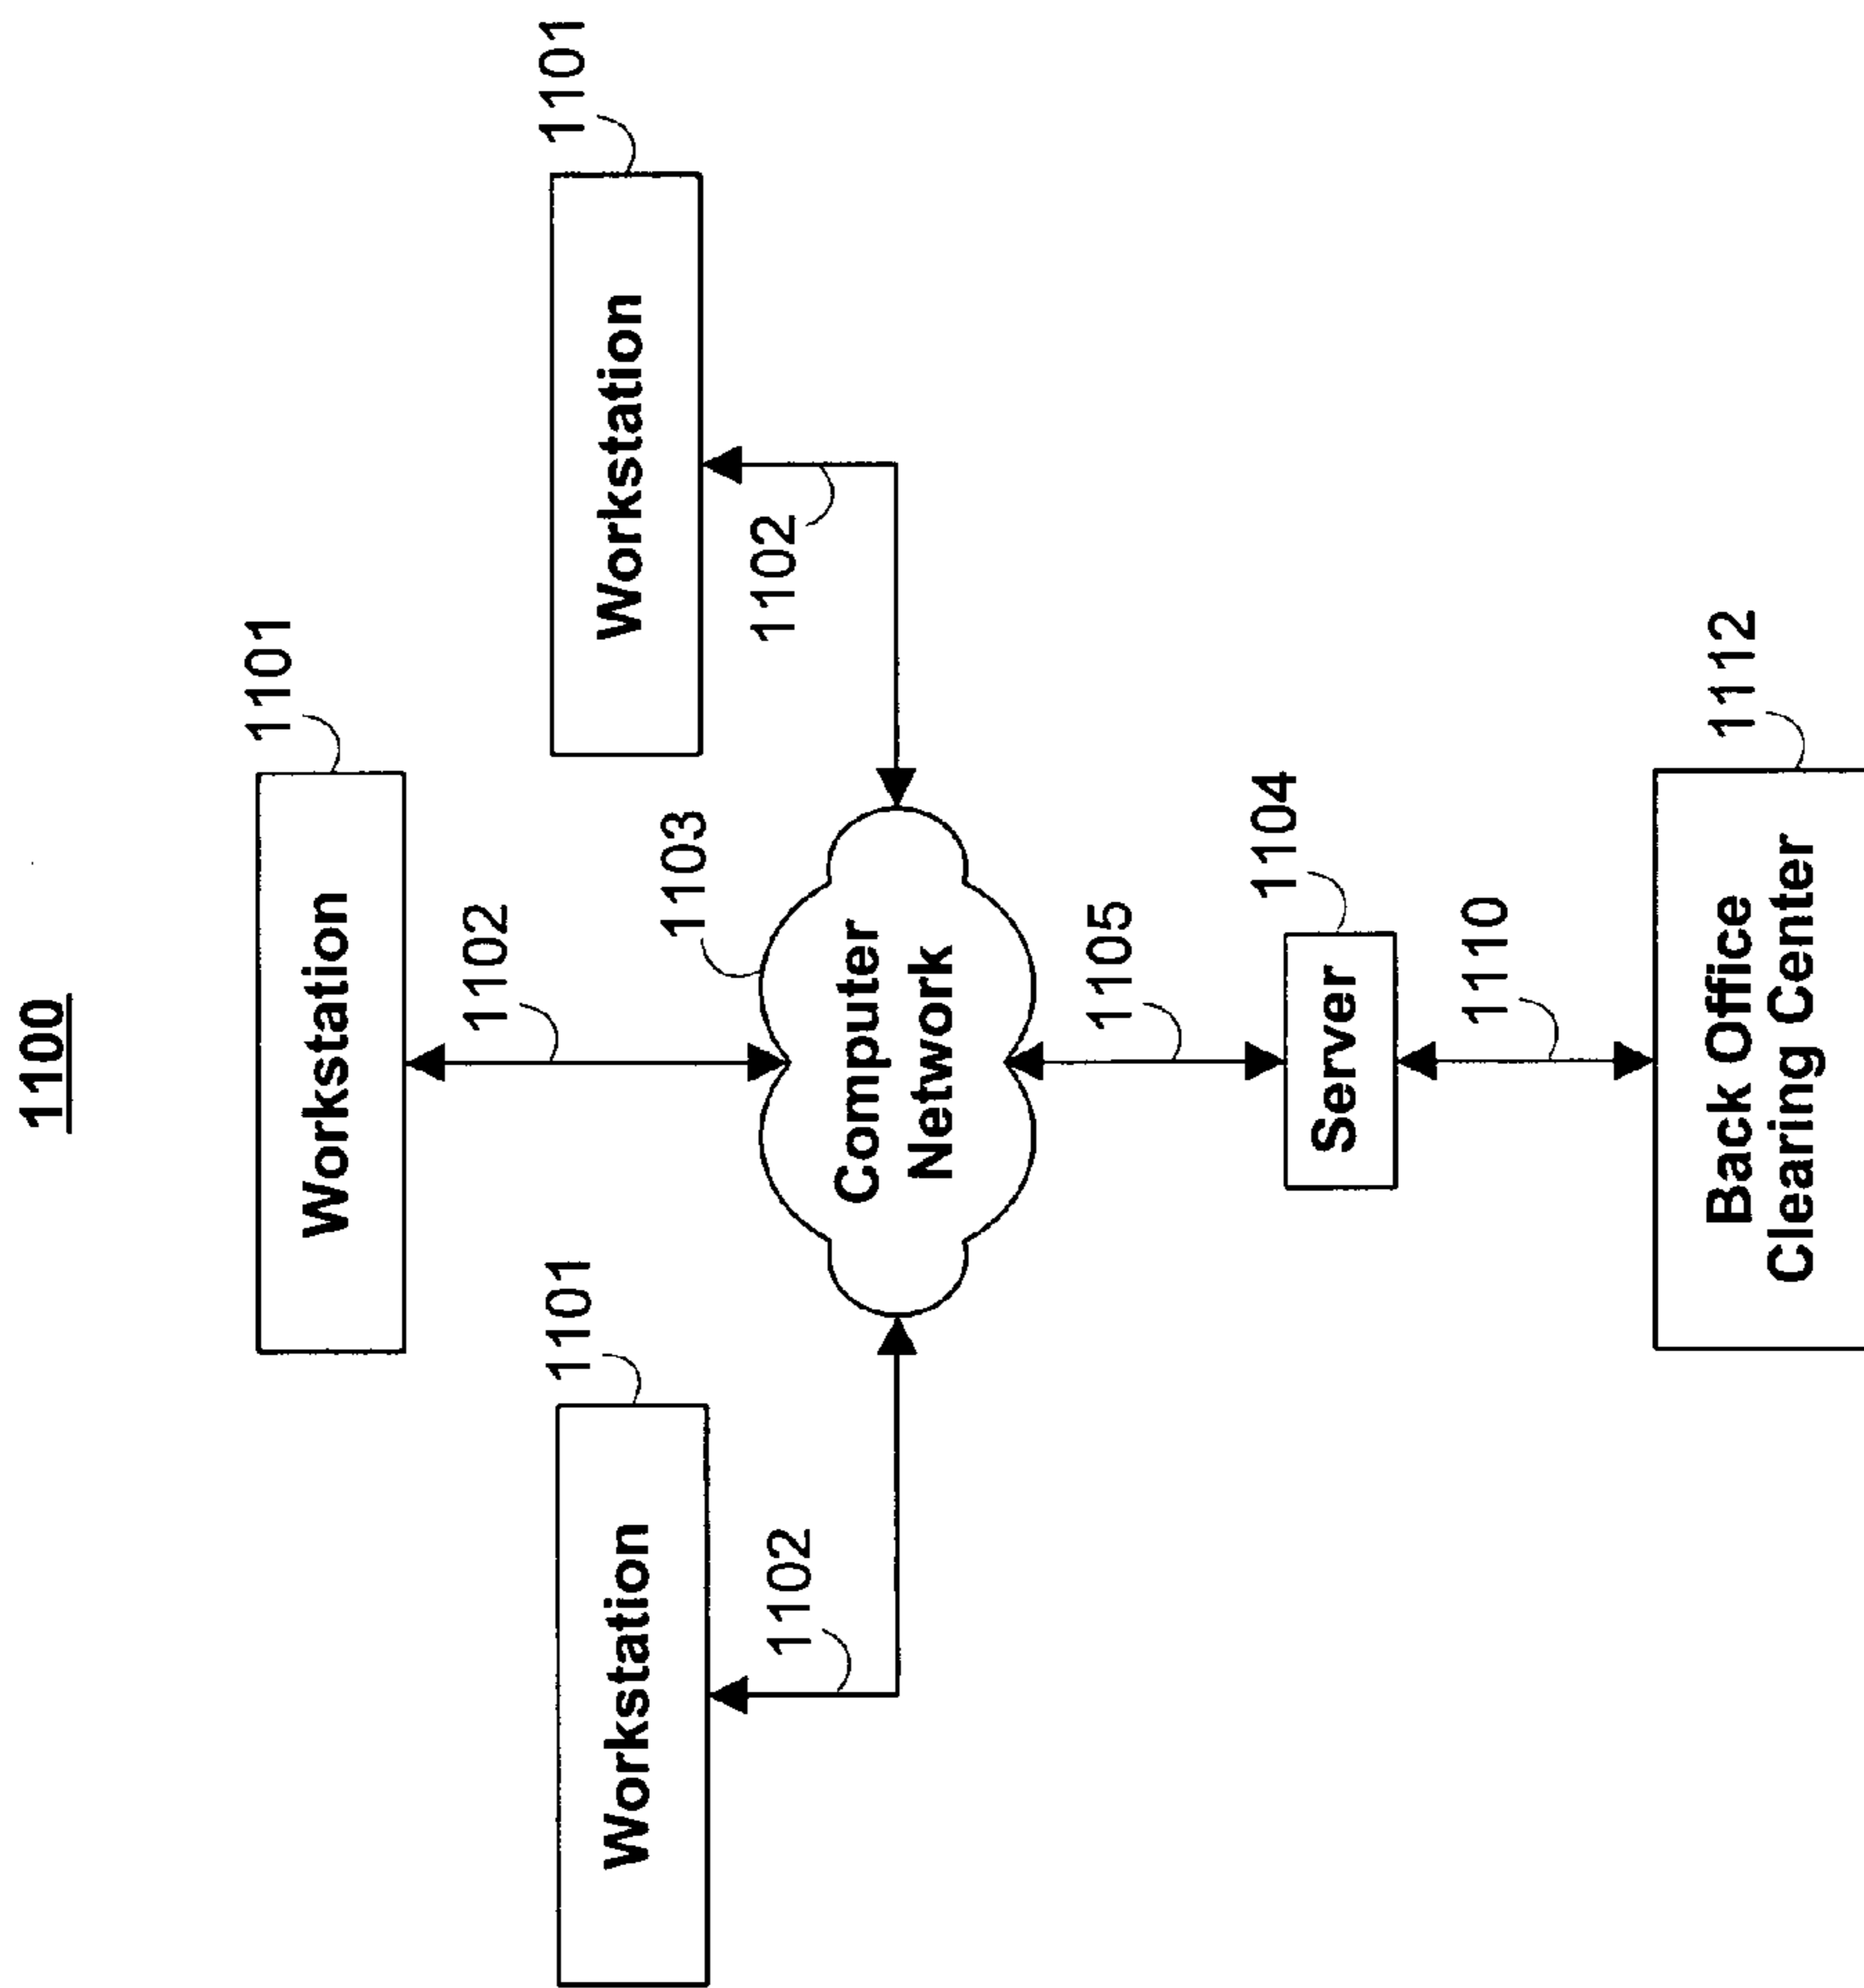 1100
1101
Workstation
1101
Workstation
1101
Workstation
1102
1102
1102
1103
Computer
Network
1105
1104
Server
1110
1112
Back Office
Clearing Center